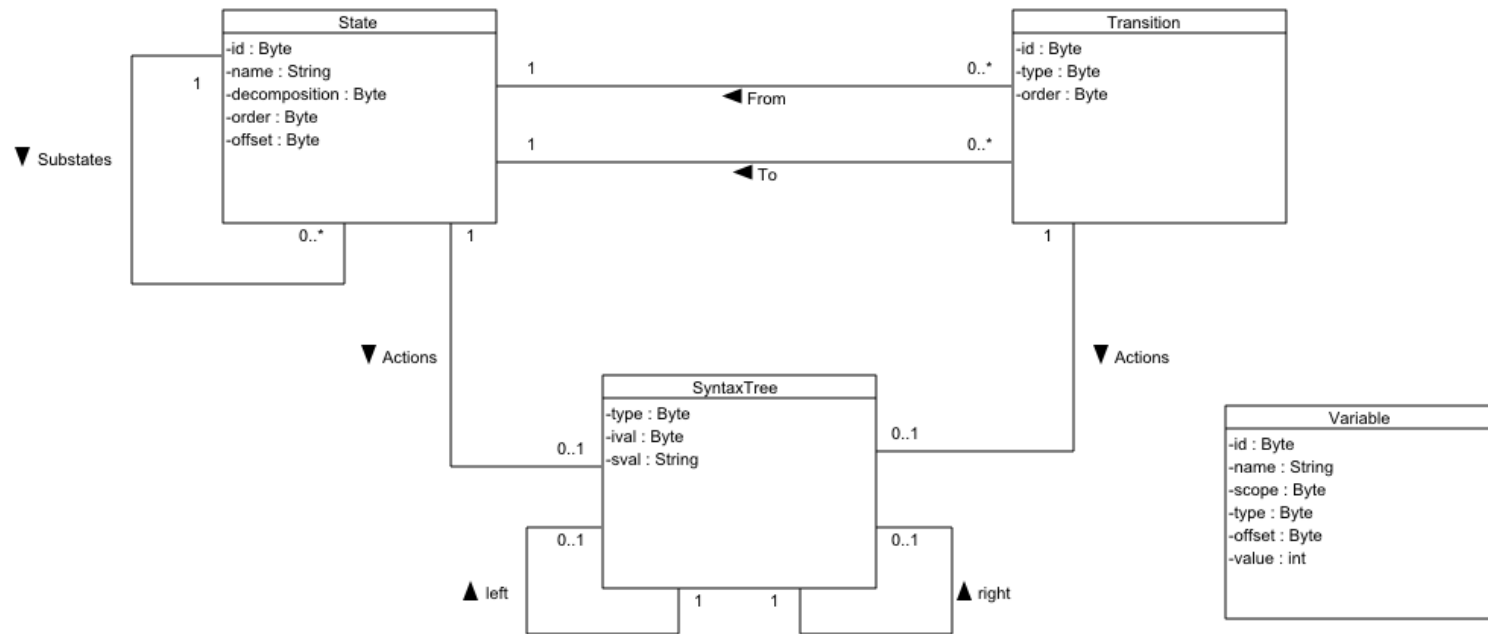 State
-id : Byte
-name : String
-decomposition : Byte
-order : Byte
-offset : Byte
Transition
-id : Byte
-type : Byte
-order : Byte
1
0..*
From
1
0..*
To
1
Substates
0..*
1
1
Actions
Actions
SyntaxTree
-type : Byte
-ival : Byte
-sval : String
0..1
0..1
0..1
0..1
left
1
1
right
Variable
-id : Byte
-name : String
-scope : Byte
-type : Byte
-offset : Byte
-value : int